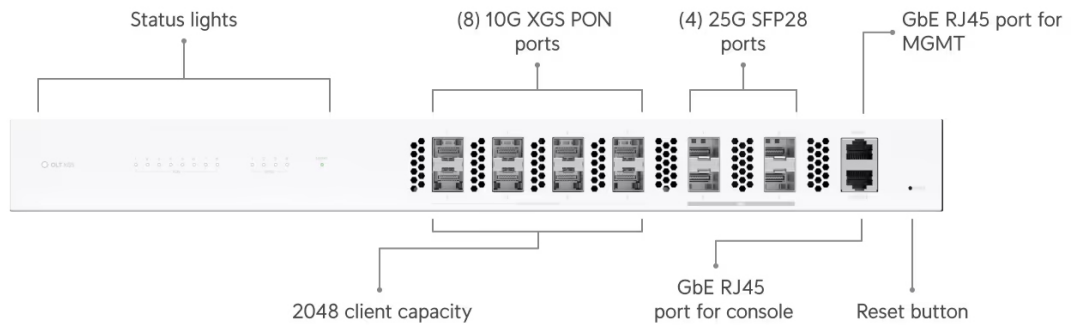 Status lights
(8) 10G XGS PON
ports
(4) 25G SFP28
ports
GbE RJ45 port for
MGMT
OLT
2048 client capacity
GbE RJ45
port for console
Reset button